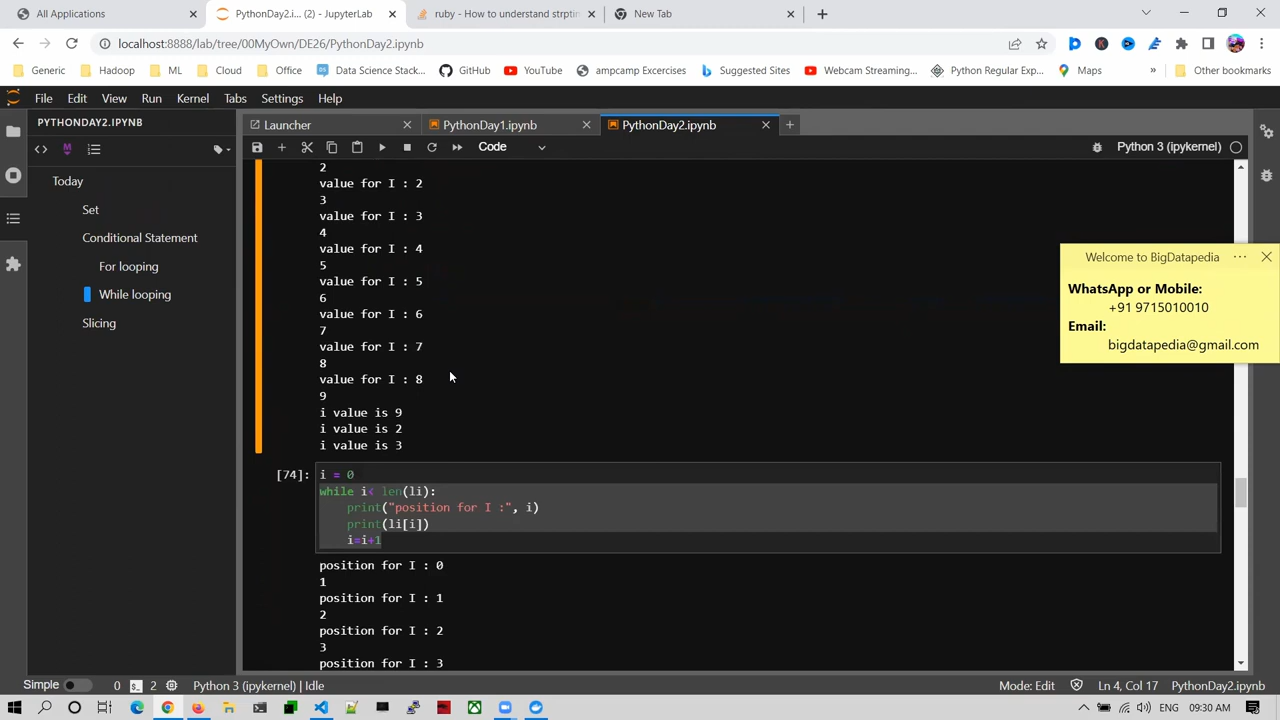 All Applications
PythonDay2.i... (2) - JupyterLab
ruby - How to understand strptin
New Tab
localhost:8888/lab/tree/00MyOwn/DE26/PythonDay2.ipynb
Generic
Hadoop
ML
Cloud
Office
Data Science Stack...
GitHub
YouTube
ampcamp Excercises
Suggested Sites
Webcam Streaming...
Python Regular Exp...
Maps
»
Other bookmarks
File Edit View Run Kernel Tabs Settings Help
PYTHONDAY2.IPYNB
Launcher
PythonDay1.ipynb
PythonDay2.ipynb
Code
Python 3 (ipykernel)
Today
Set
Conditional Statement
For looping
While looping
Slicing
2
value for I : 2
3
value for I : 3
4
value for I : 4
5
value for I : 5
6
value for I : 6
7
value for I : 7
8
value for I : 8
9
i value is 9
i value is 2
i value is 3
[74]: i = 0
while i< len(li):
print("position for I :", i)
print(li[i])
i=i+1
position for I : 0
1
position for I : 1
2
position for I : 2
3
position for I : 3
Welcome to BigDatapedia ...
WhatsApp or Mobile:
+91 9715010010
Email:
bigdatapedia@gmail.com
Simple 0 2 Python 3 (ipykernel) | Idle
Mode: Edit Ln 4, Col 17 PythonDay2.ipynb
ENG 09:30 AM